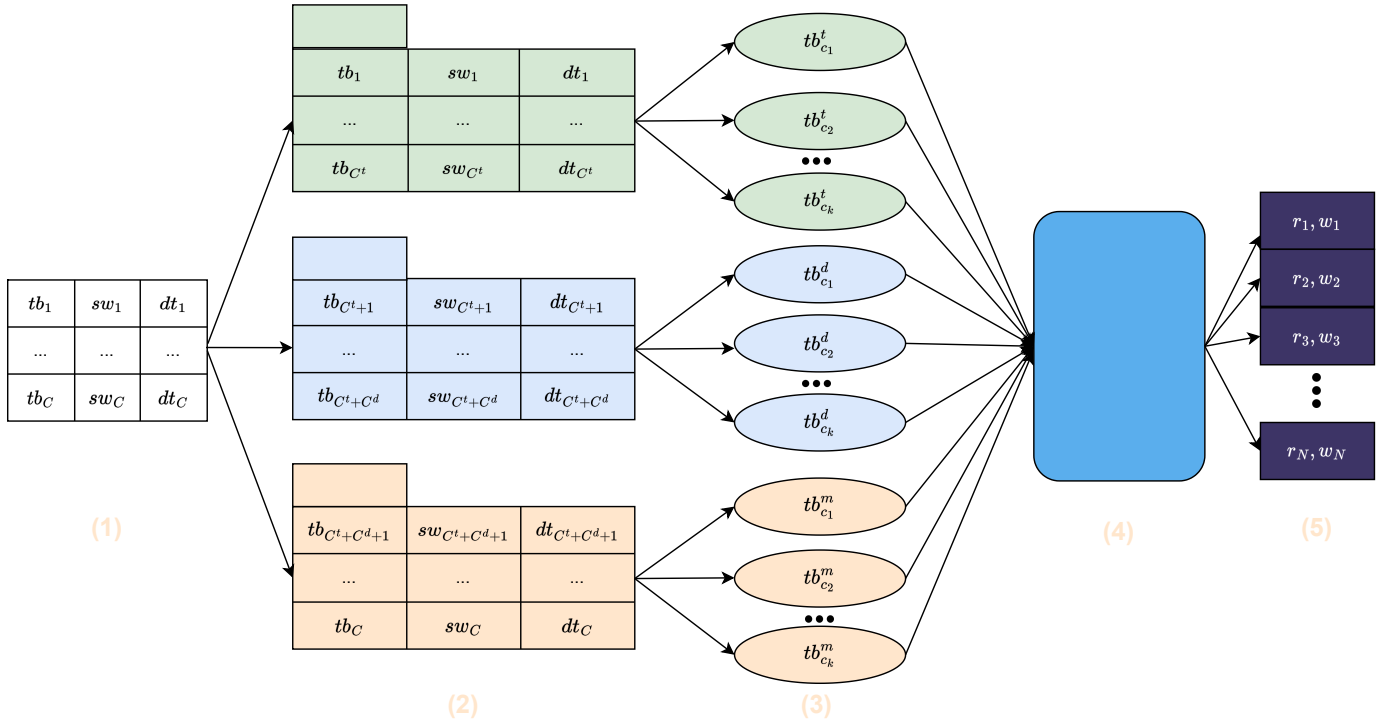 tb_1 sw_1 dt_1
... ... ...
tb_C sw_C dt_C
(1)
tb_1 sw_1 dt_1
... ... ...
tb_{C^t} sw_{C^t} dt_{C^t}
tb_{C^t+1} sw_{C^t+1} dt_{C^t+1}
... ... ...
tb_{C^t+C^d} sw_{C^t+C^d} dt_{C^t+C^d}
tb_{C^t+C^d+1} sw_{C^t+C^d+1} dt_{C^t+C^d+1}
... ... ...
tb_C sw_C dt_C
(2)
tb^t_{c_1}
tb^t_{c_2}
•••
tb^t_{c_k}
tb^d_{c_1}
tb^d_{c_2}
•••
tb^d_{c_k}
tb^m_{c_1}
tb^m_{c_2}
•••
tb^m_{c_k}
(3)
(4)
r_1, w_1
r_2, w_2
r_3, w_3
r_N, w_N
(5)